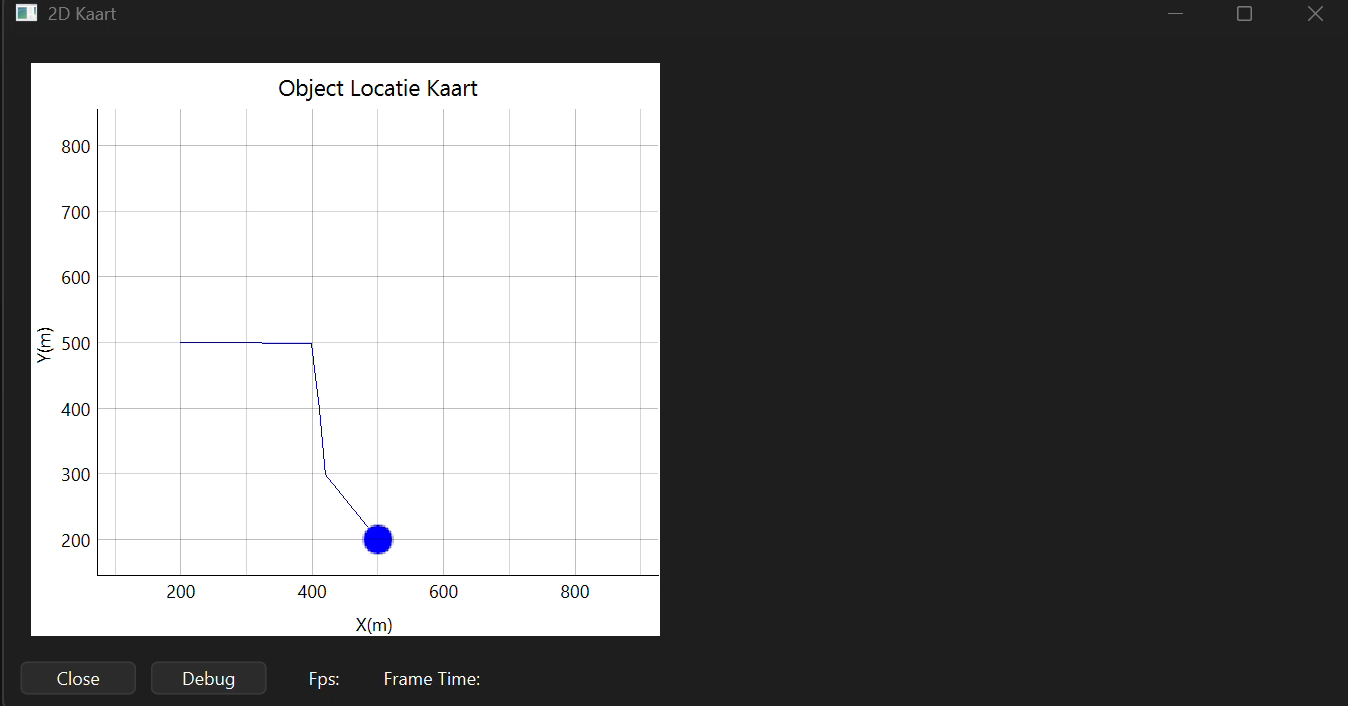 2D Kaart
Object Locatie Kaart
800
700
600
500
400
300
200
Y(m)
200 400 600 800
X(m)
Close Debug Fps: Frame Time: